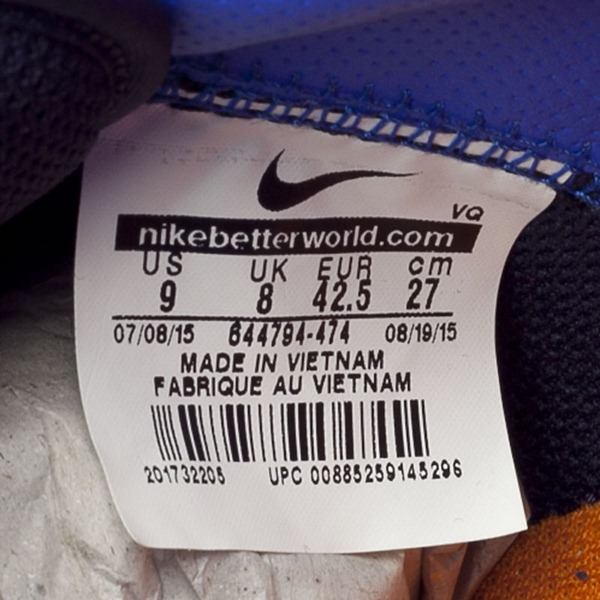 VQ
nikebetterworld.com
US UK EUR cm
9 8 42.5 27
07/08/15 644794-474 08/19/15
MADE IN VIETNAM
FABRIQUE AU VIETNAM
201732205 UPC 00885259145296